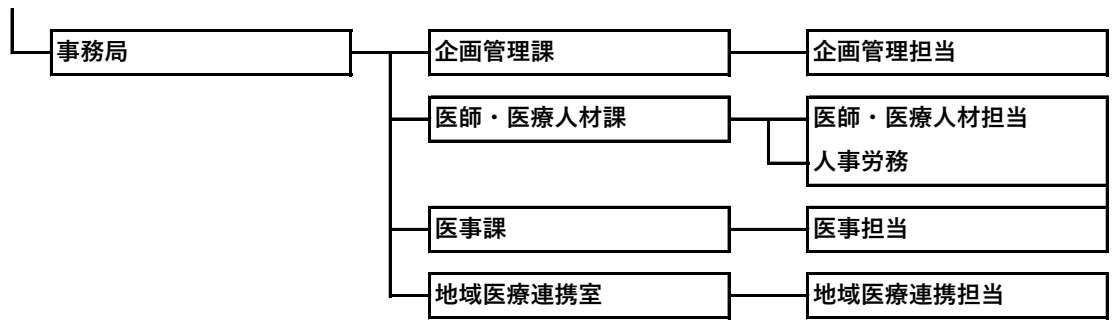 事務局
企画管理課
企画管理担当
医師・医療人材課
医師・医療人材担当
人事労務
医事課
医事担当
地域医療連携室
地域医療連携担当